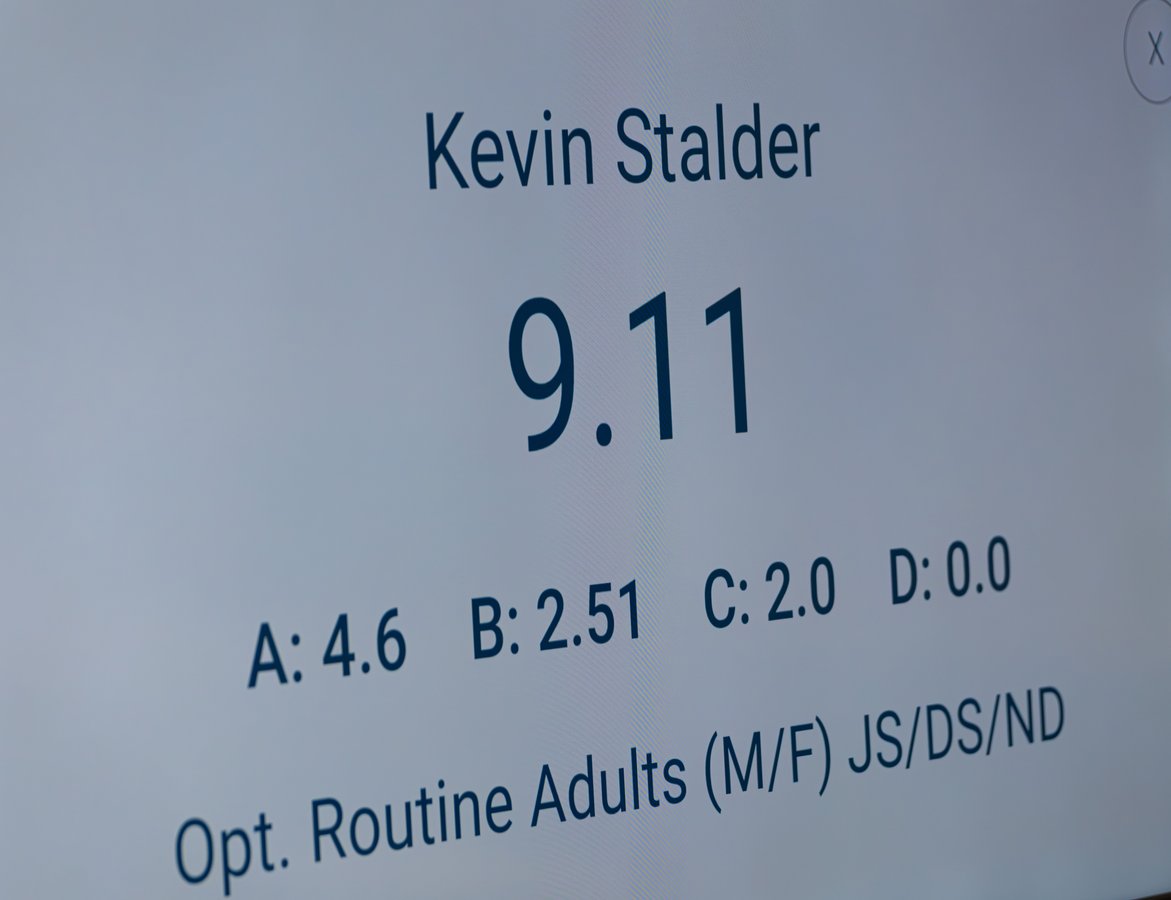 X
Kevin Stalder
9.11
A: 4.6 B: 2.51 C: 2.0 D: 0.0
Opt. Routine Adults (M/F) JS/DS/ND